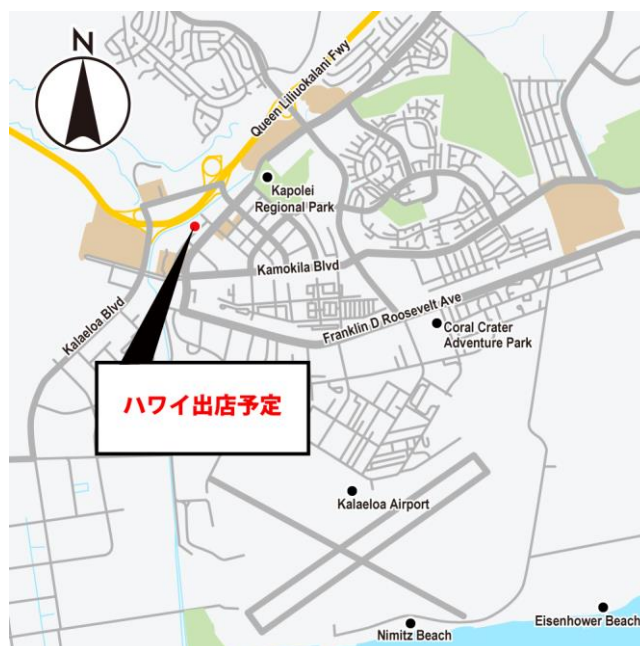 N
Queen Liliuokalani Fwy
Kapolei
Regional Park
Kamokila Blvd
Kalaeloa Blvd
Franklin D Roosevelt Ave
Coral Crater
Adventure Park
ハワイ出店予定
Kalaeloa Airport
Nimitz Beach
Eisenhower Beach